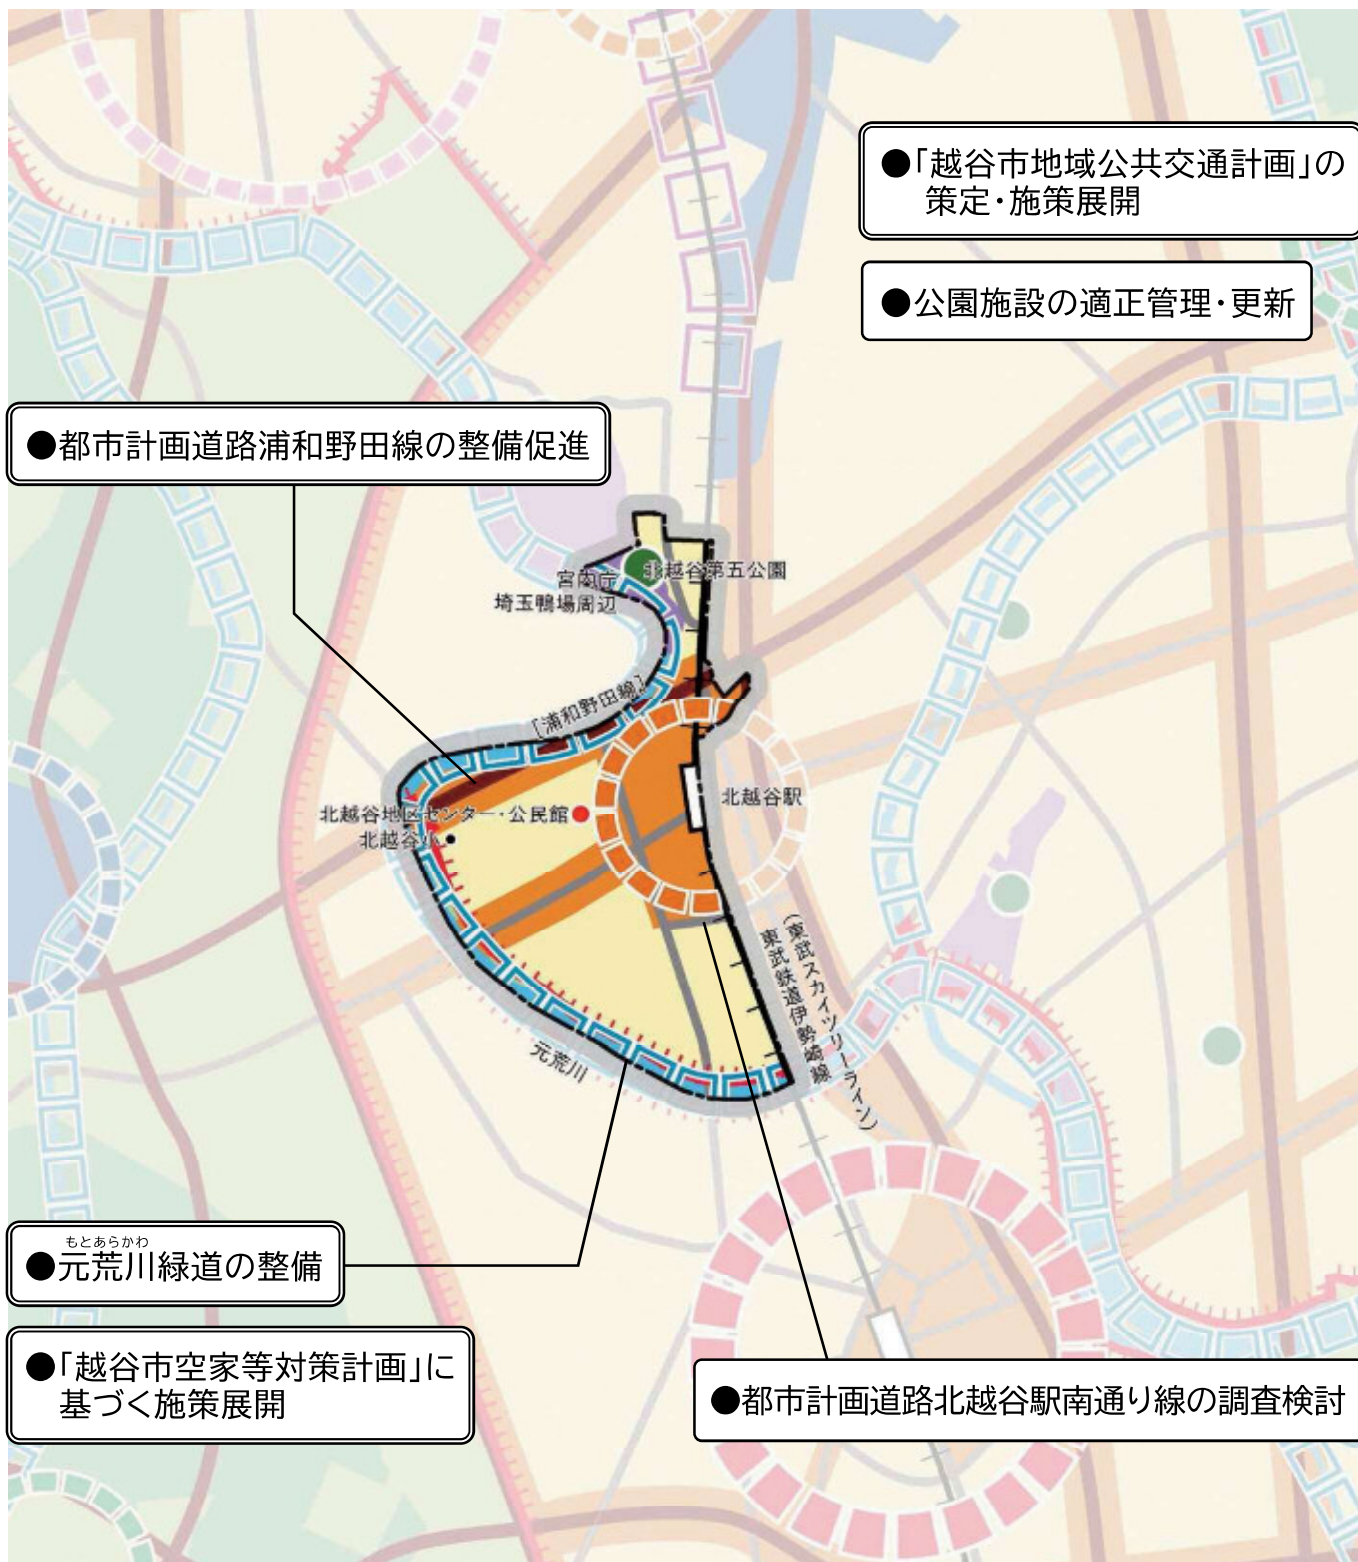 ●「越谷市地域公共交通計画」の
策定・施策展開
●公園施設の適正管理・更新
●都市計画道路浦和野田線の整備促進
北越谷第五公園
宮内庁
埼玉鴨場周辺
[浦和野田線]
北越谷駅
北越谷地区センター・公民館
北越谷小
(東武スカイツリーライン)
東武鉄道伊勢崎線
元荒川
もとあらかわ
●元荒川緑道の整備
●「越谷市空家等対策計画」に
基づく施策展開
●都市計画道路北越谷駅南通り線の調査検討